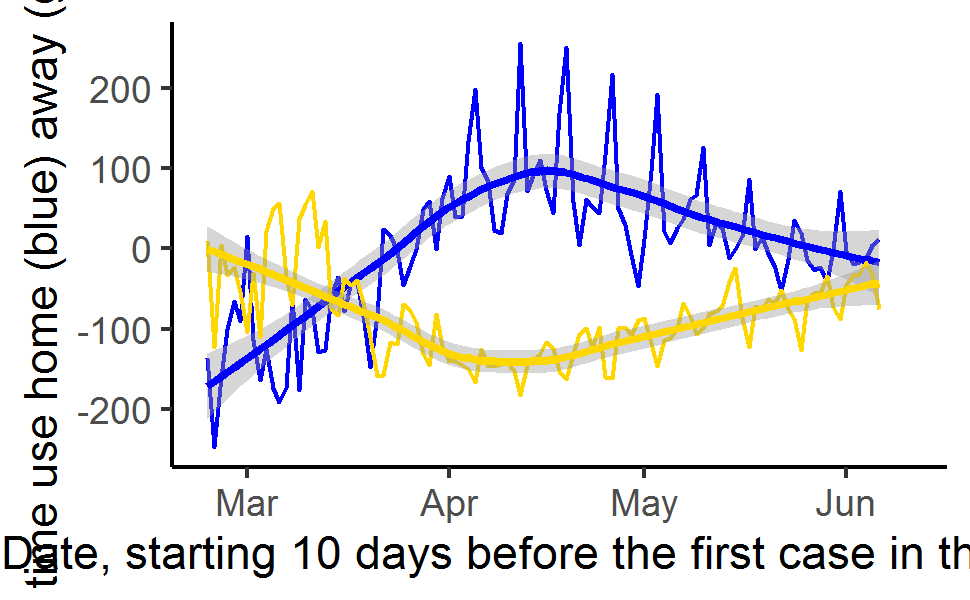 time use home (blue) away (g
200
100
0
-100
-200
Mar Apr May Jun
Date, starting 10 days before the first case in th